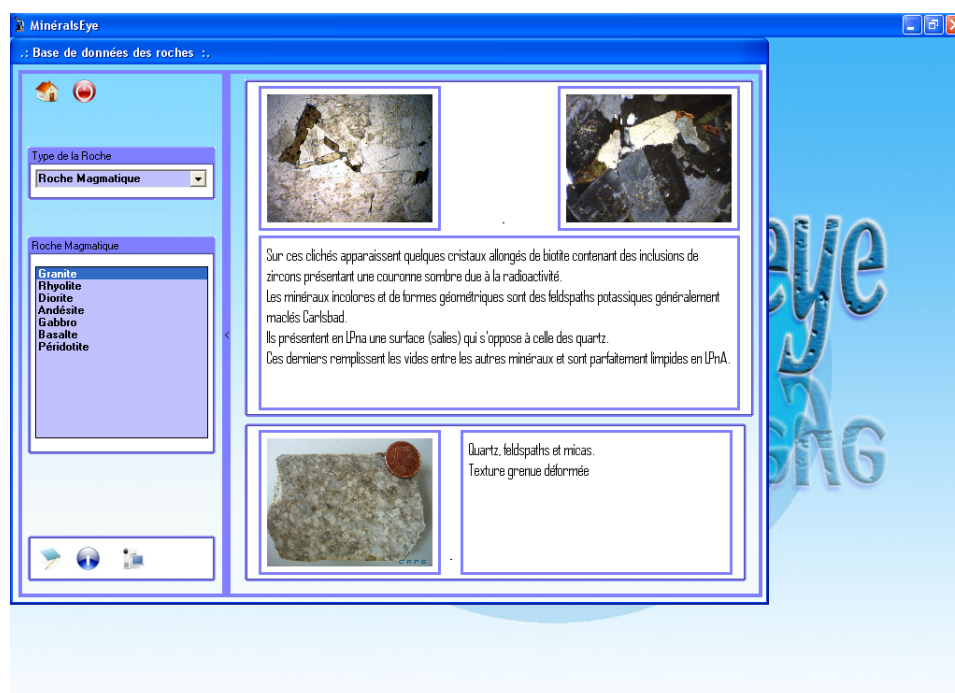 MinéralsEye
.: Base de données des roches :.
Type de la Roche
Roche Magmatique
Roche Magmatique
Granite
Rhyolite
Diorite
Andésite
Gabbro
Basalte
Péridotite
<
Sur ces clichés apparaissent quelques cristaux allongés de biotite contenant des inclusions de
zircons présentant une couronne sombre due à la radioactivité.
Les minéraux incolores et de formes géométriques sont des feldspaths potassiques généralement
maclés Carlsbad.
Ils présentent en LPna une surface (salies) qui s'oppose à celle des quartz.
Ces derniers remplissent les vides entre les autres minéraux et sont parfaitement limpides en LPnA.
Quartz, feldspaths et micas.
Texture grenue déformée
eye